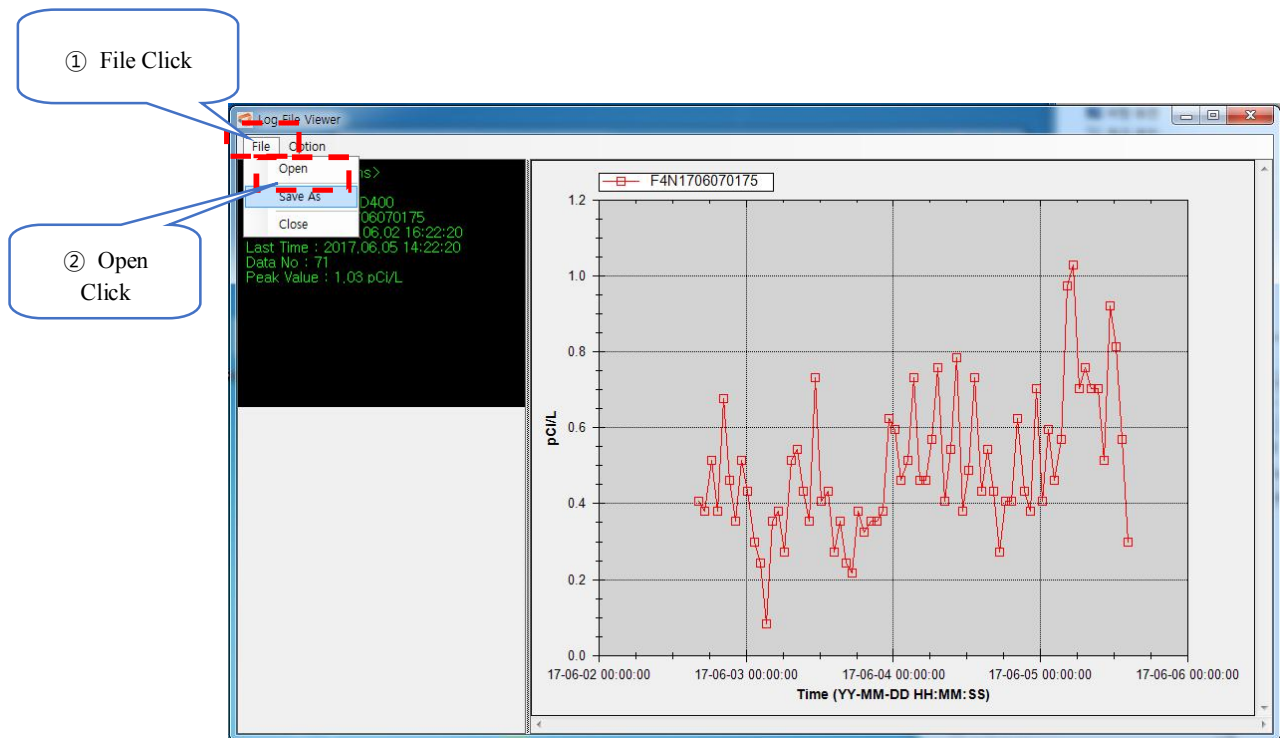 ① File Click
Log File Viewer
File Option
Open
Save As
Close
② Open
Click
ns>
D400
06070175
06.02 16:22:20
Last Time : 2017.06.05 14:22:20
Data No : 71
Peak Value : 1.03 pCi/L
F4N1706070175
pCi/L
1.2
1.0
0.8
0.6
0.4
0.2
0.0
17-06-02 00:00:00
17-06-03 00:00:00
17-06-04 00:00:00
17-06-05 00:00:00
17-06-06 00:00:00
Time (YY-MM-DD HH:MM:SS)